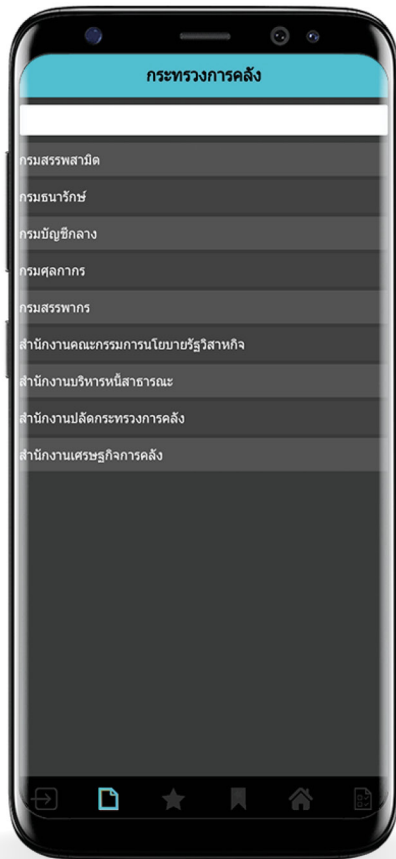 กระทรวงการคลัง
กรมสรรพสามิต
กรมธนารักษ์
กรมบัญชีกลาง
กรมศุลกากร
กรมสรรพากร
สำนักงานคณะกรรมการนโยบายรัฐวิสาหกิจ
สำนักงานบริหารหนี้สาธารณะ
สำนักงานปลัดกระทรวงการคลัง
สำนักงานเศรษฐกิจการคลัง